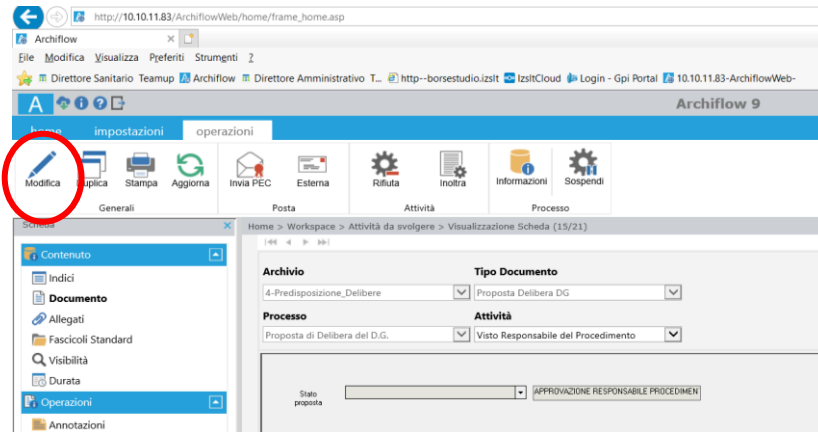 http://10.10.11.83/ArchiflowWeb/home/frame_home.asp
Archiflow
File Modifica Visualizza Preferiti Strumenti ?
Direttore Sanitario Teamup Archiflow Direttore Amministrativo T... http--borsestudio.izslt IzsltCloud Login - Gpi Portal 10.10.11.83-ArchiflowWeb-
A Archiflow 9
home impostazioni operazioni
Modifica Duplica Stampa Aggiorna Invia PEC Esterna Rifiuta Inoltra Informazioni Sospendi
Generali Posta Attività Processo
Scheda Home > Workspace > Attività da svolgere > Visualizzazione Scheda (15/21)
Contenuto
Indici
Documento
Allegati
Fascicoli Standard
Visibilità
Durata
Operazioni
Annotazioni
Archivio Tipo Documento
4-Predisposizione_Delibere Proposta Delibera DG
Processo Attività
Proposta di Delibera del D.G. Visto Responsabile del Procedimento
Stato proposta APPROVAZIONE RESPONSABILE PROCEDIMEN